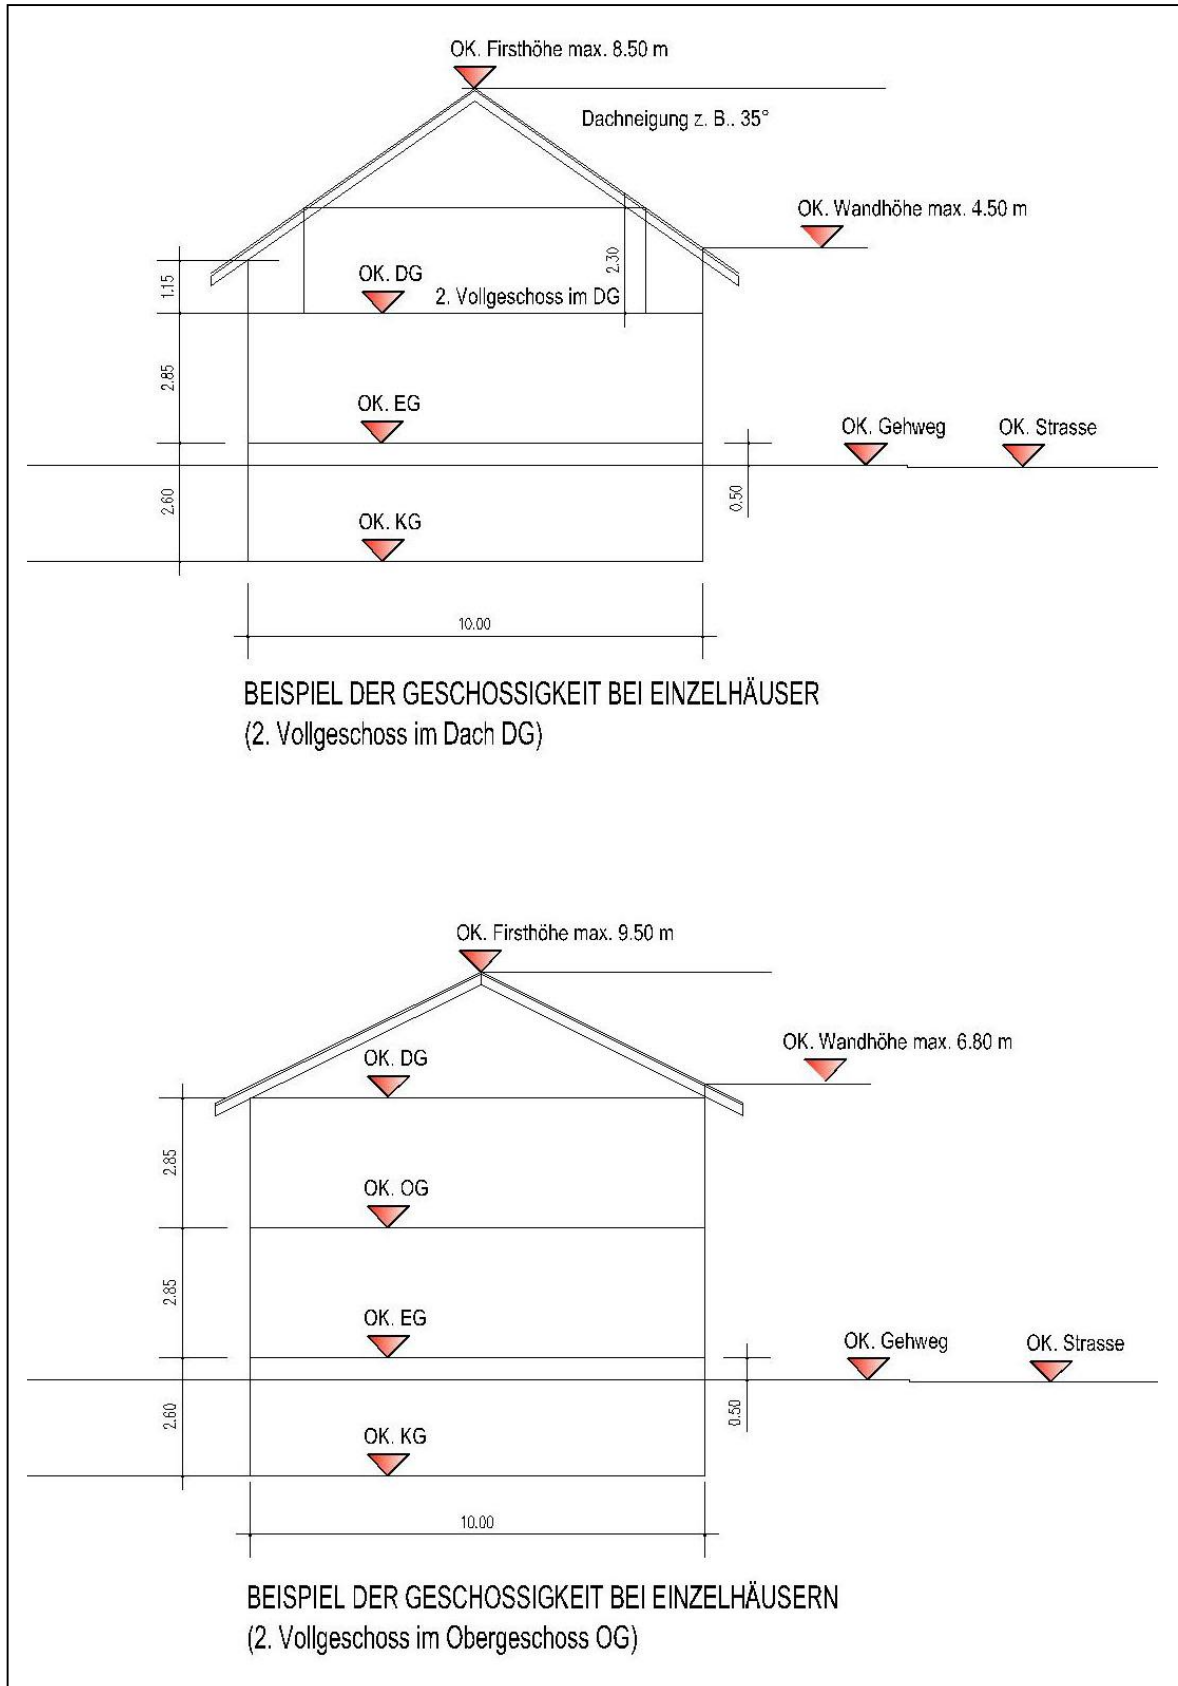 OK. Firsthöhe max. 8.50 m
Dachneigung z. B.. 35°
OK. Wandhöhe max. 4.50 m
OK. DG
2.30
1.15
2. Vollgeschoss im DG
2.85
OK. EG
OK. Gehweg
OK. Strasse
2.60
0.50
OK. KG
10.00
BEISPIEL DER GESCHOSSIGKEIT BEI EINZELHÄUSER
(2. Vollgeschoss im Dach DG)
OK. Firsthöhe max. 9.50 m
OK. Wandhöhe max. 6.80 m
OK. DG
2.85
OK. OG
2.85
OK. EG
OK. Gehweg
OK. Strasse
2.60
0.50
OK. KG
10.00
BEISPIEL DER GESCHOSSIGKEIT BEI EINZELHÄUSERN
(2. Vollgeschoss im Obergeschoss OG)